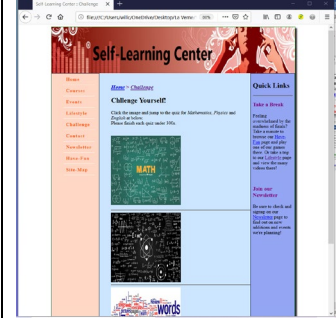 Self Learning Center :: Challenge
Self-Learning Center
Home
Courses
Events
Lifestyle
Challenge
Contact
Newsletter
Have Fun
Site Map
Home > Challenge
Chllenge Yourself!
Click the image and jump to the quiz for Mathematics, Physics and
English at below.
Please finish each quiz under 300s.
MATH
words
Quick Links
Take a Break
Feeling
overwhelmed by the
madness of finals?
Take a minute to
browse our Have
Fun page and play
one of our games
there. Or take a trip
to our Lifestyle page
and view the many
videos there!
Join our
Newsletter
Be sure to check and
signup on our
Newsletter page to
find out on new
additions and events
we're planning!